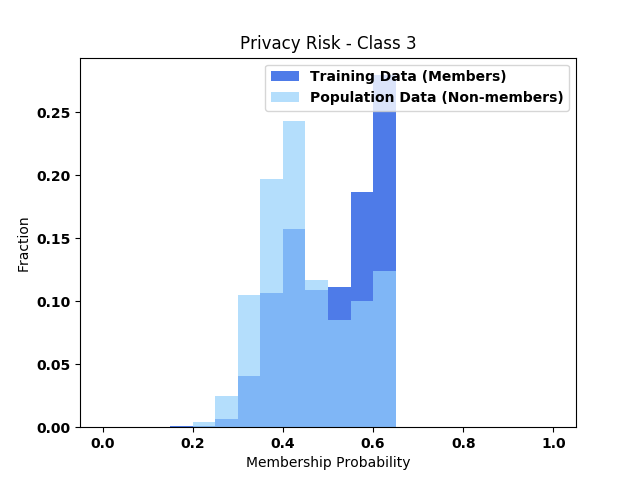 Privacy Risk - Class 3
Training Data (Members)
Population Data (Non-members)
0.25
0.20
0.15
0.10
0.05
0.00
Fraction
0.0 0.2 0.4 0.6 0.8 1.0
Membership Probability